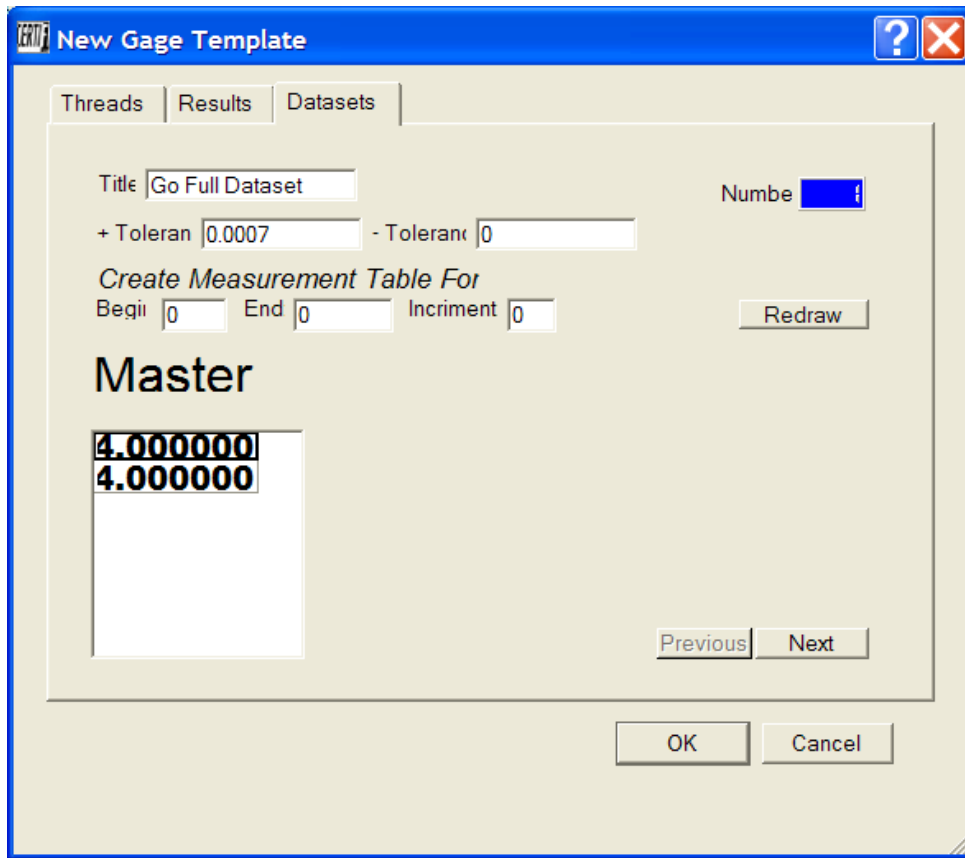 New Gage Template
Threads Results Datasets
Title Go Full Dataset
Numbe
+ Toleran 0.0007 - Toleranc 0
Create Measurement Table For
Begii 0 End 0 Incriment 0
Redraw
Master
4.000000
4.000000
Previous Next
OK Cancel